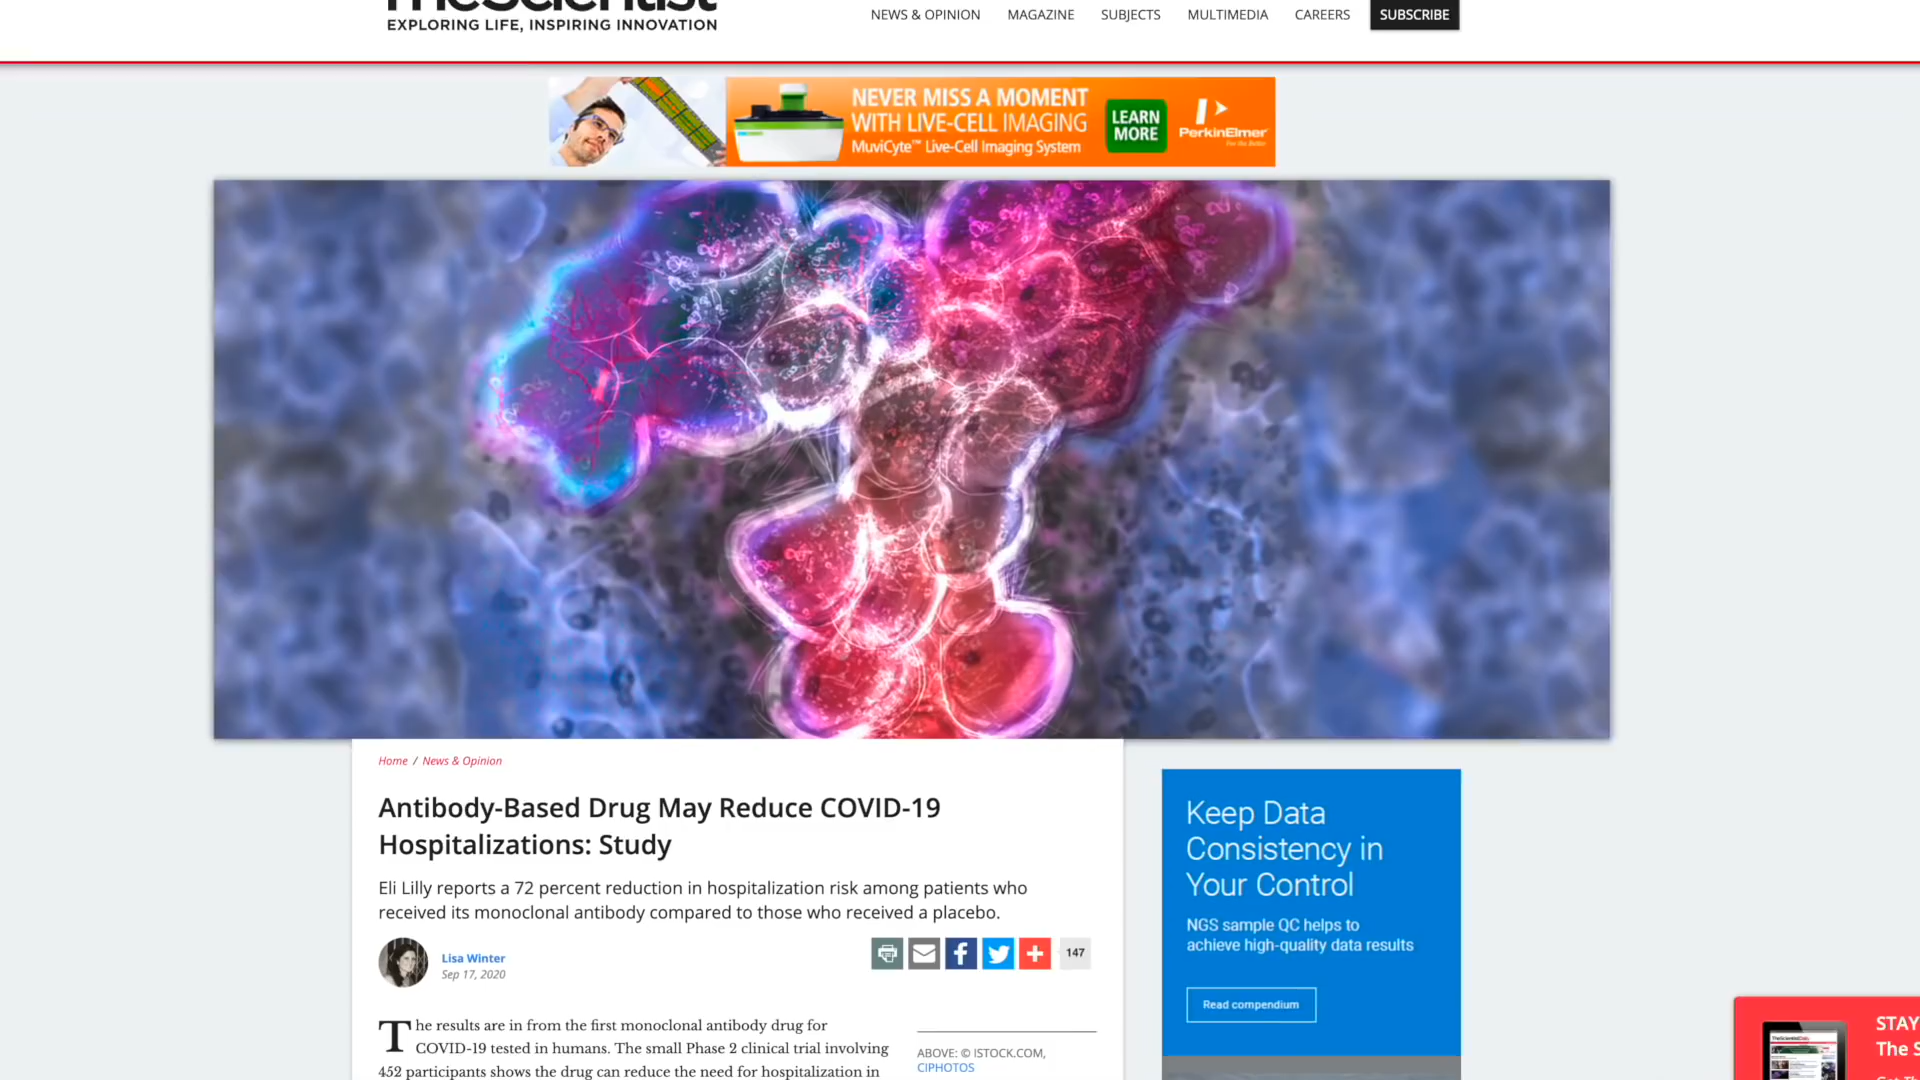 TheScientist
EXPLORING LIFE, INSPIRING INNOVATION
NEWS & OPINION
MAGAZINE
SUBJECTS
MULTIMEDIA
CAREERS
SUBSCRIBE
NEVER MISS A MOMENT
WITH LIVE-CELL IMAGING
MuviCyte™ Live-Cell Imaging System
LEARN
MORE
PerkinElmer
For the Better
Home / News & Opinion
Antibody-Based Drug May Reduce COVID-19
Hospitalizations: Study
Eli Lilly reports a 72 percent reduction in hospitalization risk among patients who
received its monoclonal antibody compared to those who received a placebo.
Lisa Winter
Sep 17, 2020
147
The results are in from the first monoclonal antibody drug for
COVID-19 tested in humans. The small Phase 2 clinical trial involving
452 participants shows the drug can reduce the need for hospitalization in
ABOVE: © ISTOCK.COM,
CIPHOTOS
Keep Data
Consistency in
Your Control
NGS sample QC helps to
achieve high-quality data results
Read compendium
STAY
The S